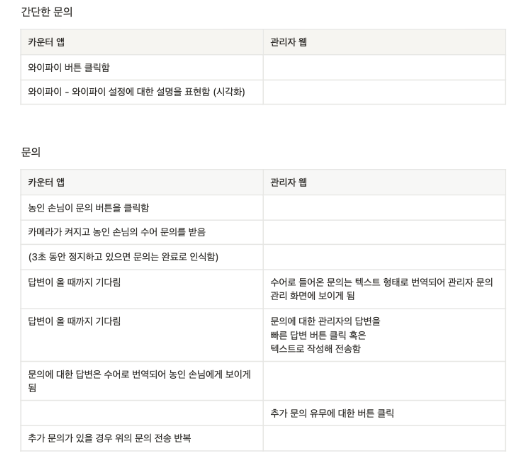 간단한 문의
카운터 앱
관리자 웹
와이파이 버튼 클릭함
와이파이 - 와이파이 설정에 대한 설명을 표현함 (시각화)
문의
카운터 앱
관리자 웹
농인 손님이 문의 버튼을 클릭함
카메라가 켜지고 농인 손님의 수어 문의를 받음
(3초 동안 정지하고 있으면 문의는 완료로 인식함)
답변이 올 때까지 기다림
수어로 들어온 문의는 텍스트 형태로 번역되어 관리자 문의
관리 화면에 보이게 됨
답변이 올 때까지 기다림
문의에 대한 관리자의 답변을
빠른 답변 버튼 클릭 혹은
텍스트로 작성해 전송함
문의에 대한 답변은 수어로 번역되어 농인 손님에게 보이게
됨
추가 문의 유무에 대한 버튼 클릭
추가 문의가 있을 경우 위의 문의 전송 반복